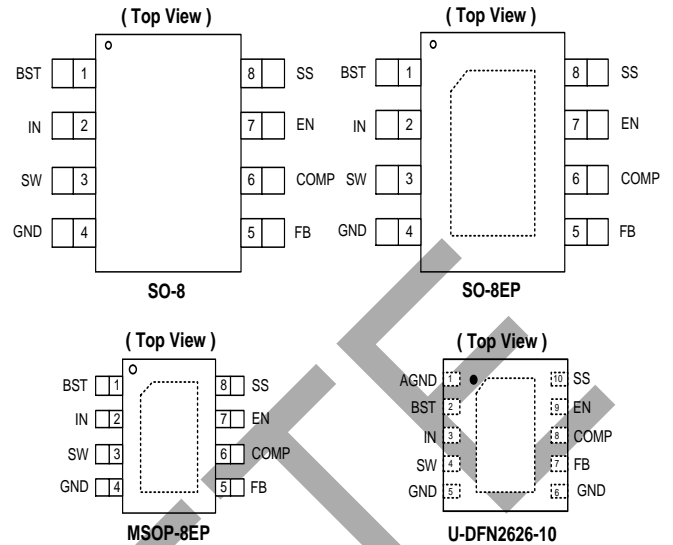 ( Top View )
BST 1 8 SS
IN 2 7 EN
SW 3 6 COMP
GND 4 5 FB
SO-8
( Top View )
BST 1 8 SS
IN 2 7 EN
SW 3 6 COMP
GND 4 5 FB
SO-8EP
( Top View )
BST 1 8 SS
IN 2 7 EN
SW 3 6 COMP
GND 4 5 FB
MSOP-8EP
( Top View )
AGND 1 10 SS
BST 2 9 EN
IN 3 8 COMP
SW 4 7 FB
GND 5 6 GND
U-DFN2626-10